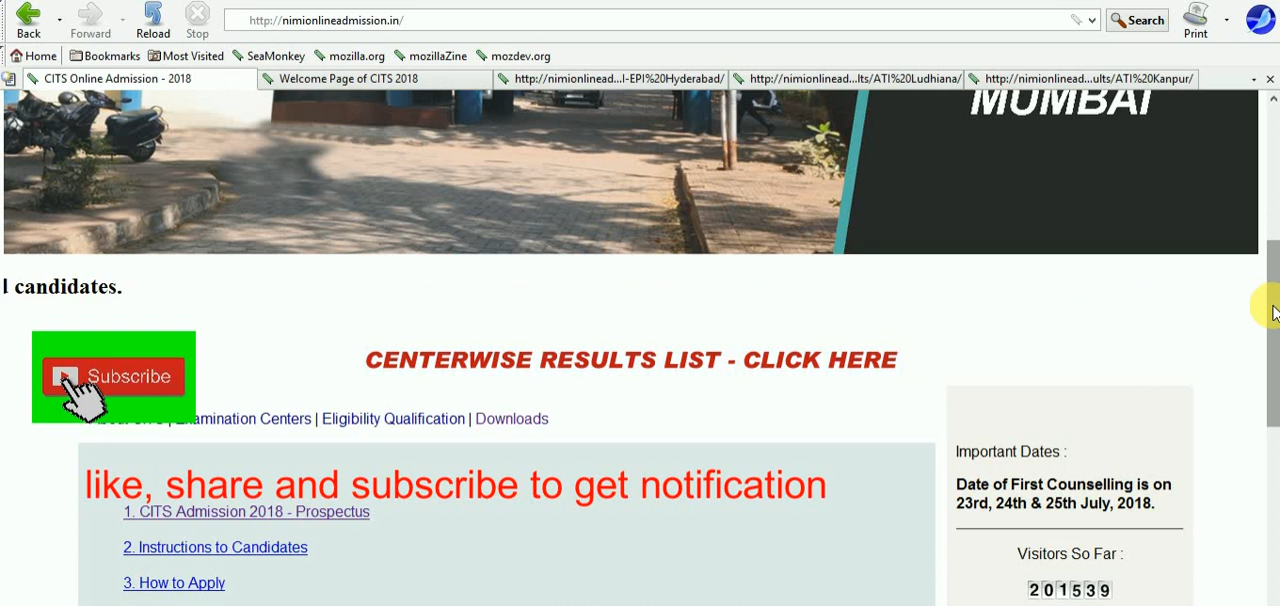 http://nimionlineadmission.in/
Search
Back
Forward
Reload
Stop
Print
Home
Bookmarks
Most Visited
SeaMonkey
mozilla.org
mozillaZine
mozdev.org
CITS Online Admission - 2018
Welcome Page of CITS 2018
http://nimionlinead...I-EPI%20Hyderabad/
http://nimionlinead...lts/ATI%20Ludhiana/
http://nimionlinead...ults/ATI%20Kanpur/
MUMBAI
l candidates.
CENTERWISE RESULTS LIST - CLICK HERE
Subscribe
Examination Centers | Eligibility Qualification | Downloads
like, share and subscribe to get notification
1. CITS Admission 2018 - Prospectus
2. Instructions to Candidates
3. How to Apply
Important Dates :
Date of First Counselling is on
23rd, 24th & 25th July, 2018.
Visitors So Far :
201539